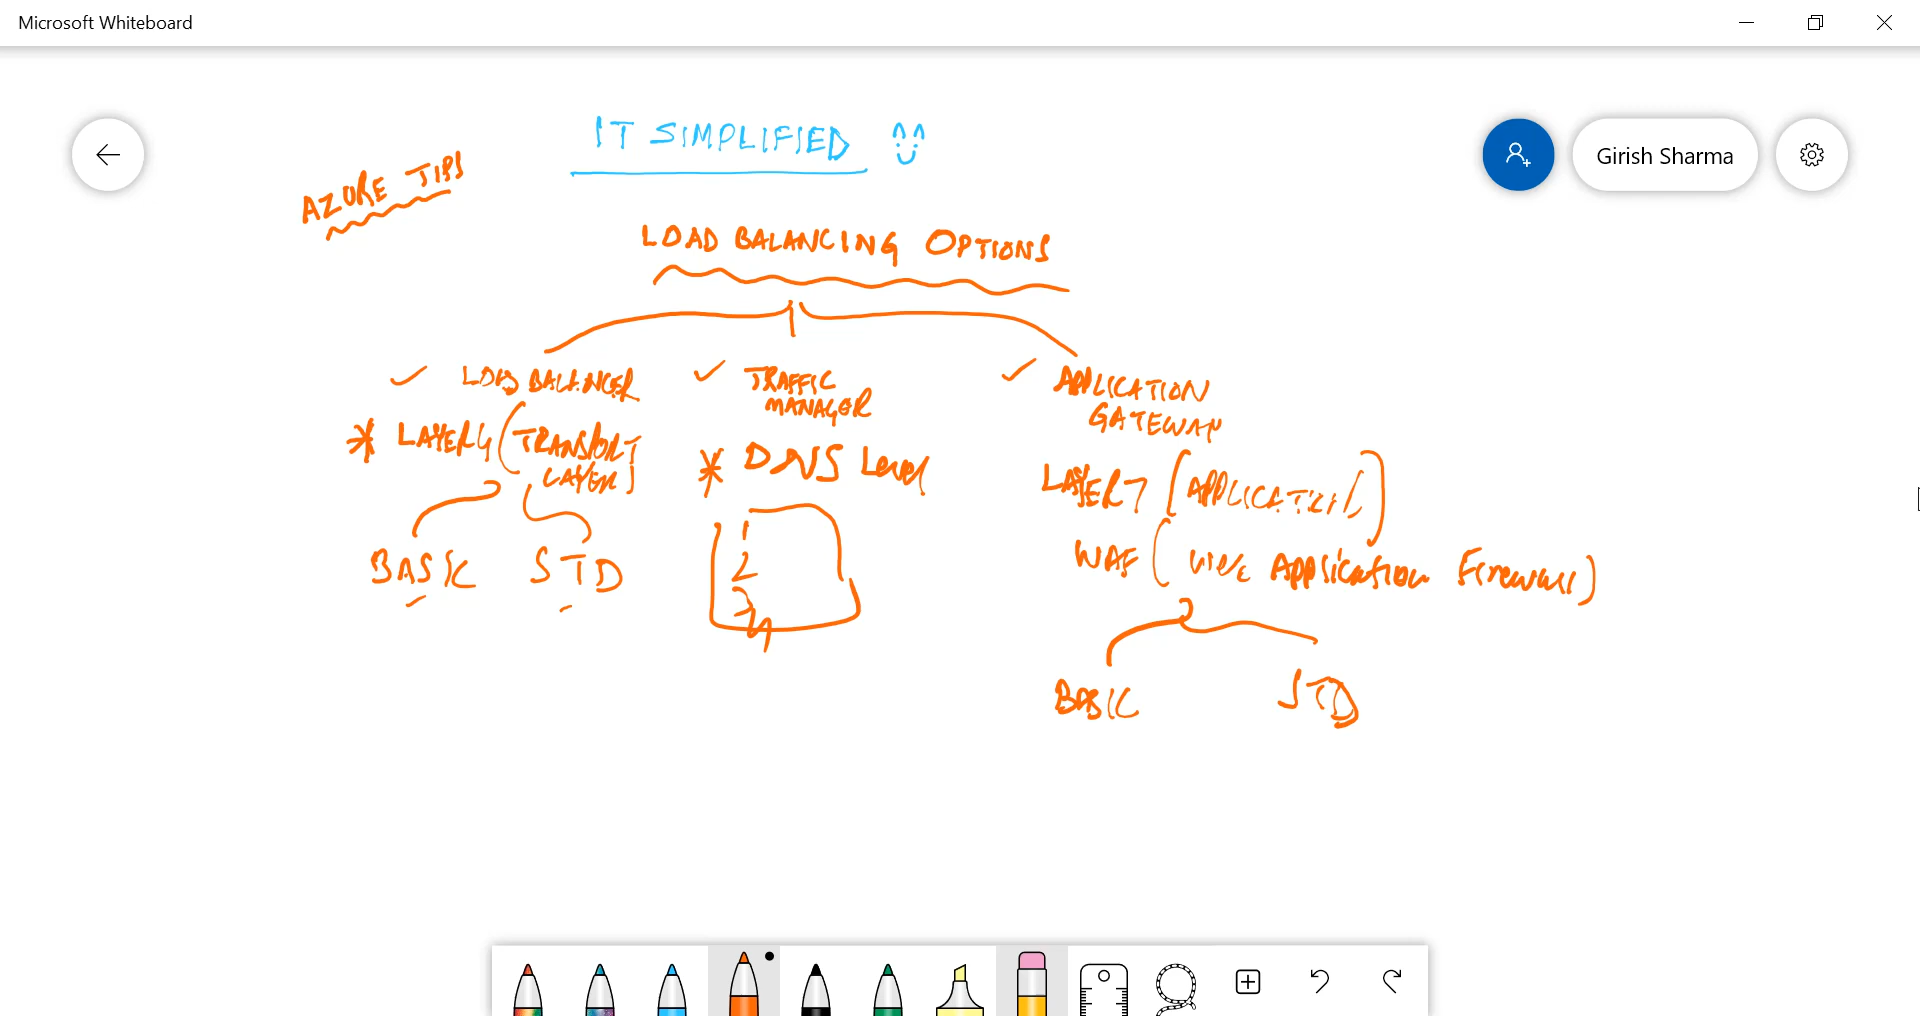 Microsoft Whiteboard
IT SIMPLIFIED
Girish Sharma
AZURE TIPS
LOAD BALANCING OPTIONS
LOAD BALANCER
TRAFFIC
MANAGER
APPLICATION
GATEWAY
* LAYER 4 (TRANSPORT
LAYER)
* DNS Level
LAYER 7 [APPLICATION]
WAF (Web Application Firewall)
BASIC STD
1
2
3
4
BASIC STD